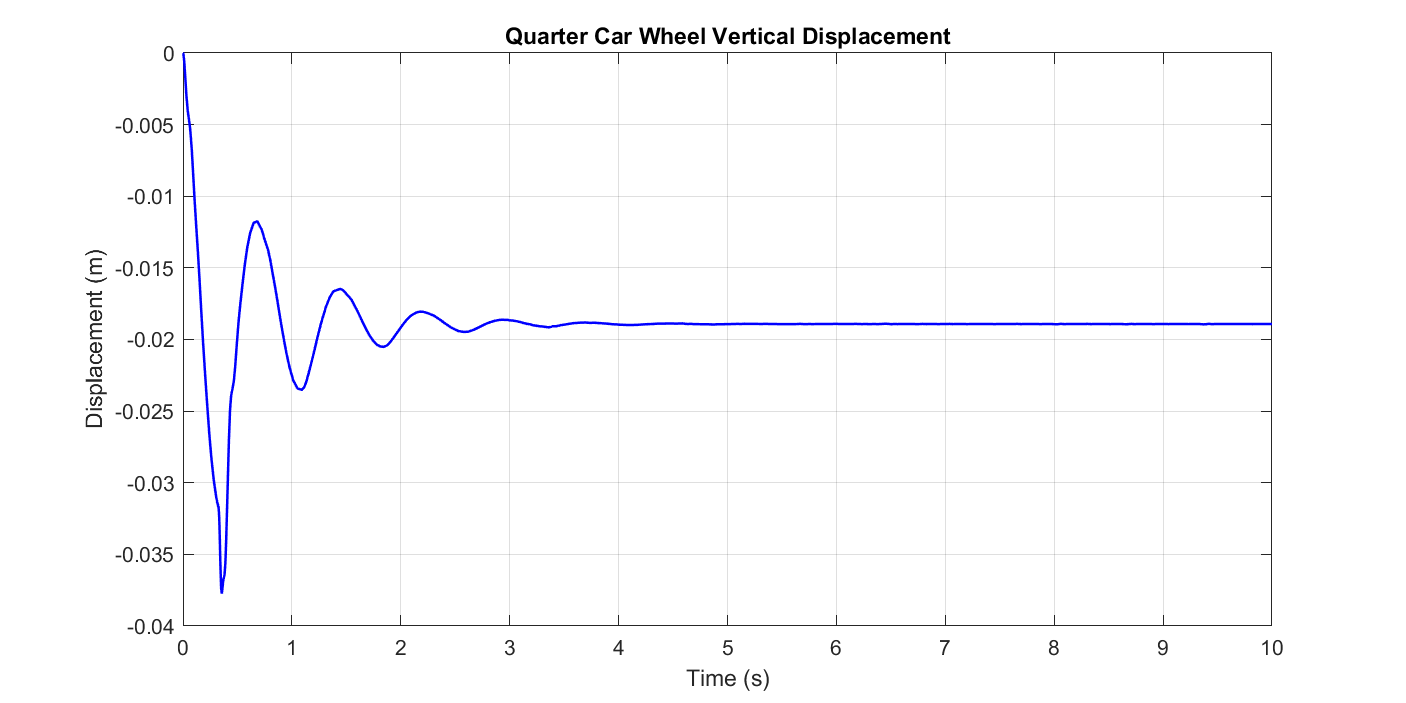 Quarter Car Wheel Vertical Displacement
0
-0.005
-0.01
-0.015
-0.02
-0.025
-0.03
-0.035
-0.04
Displacement (m)
0 1 2 3 4 5 6 7 8 9 10
Time (s)